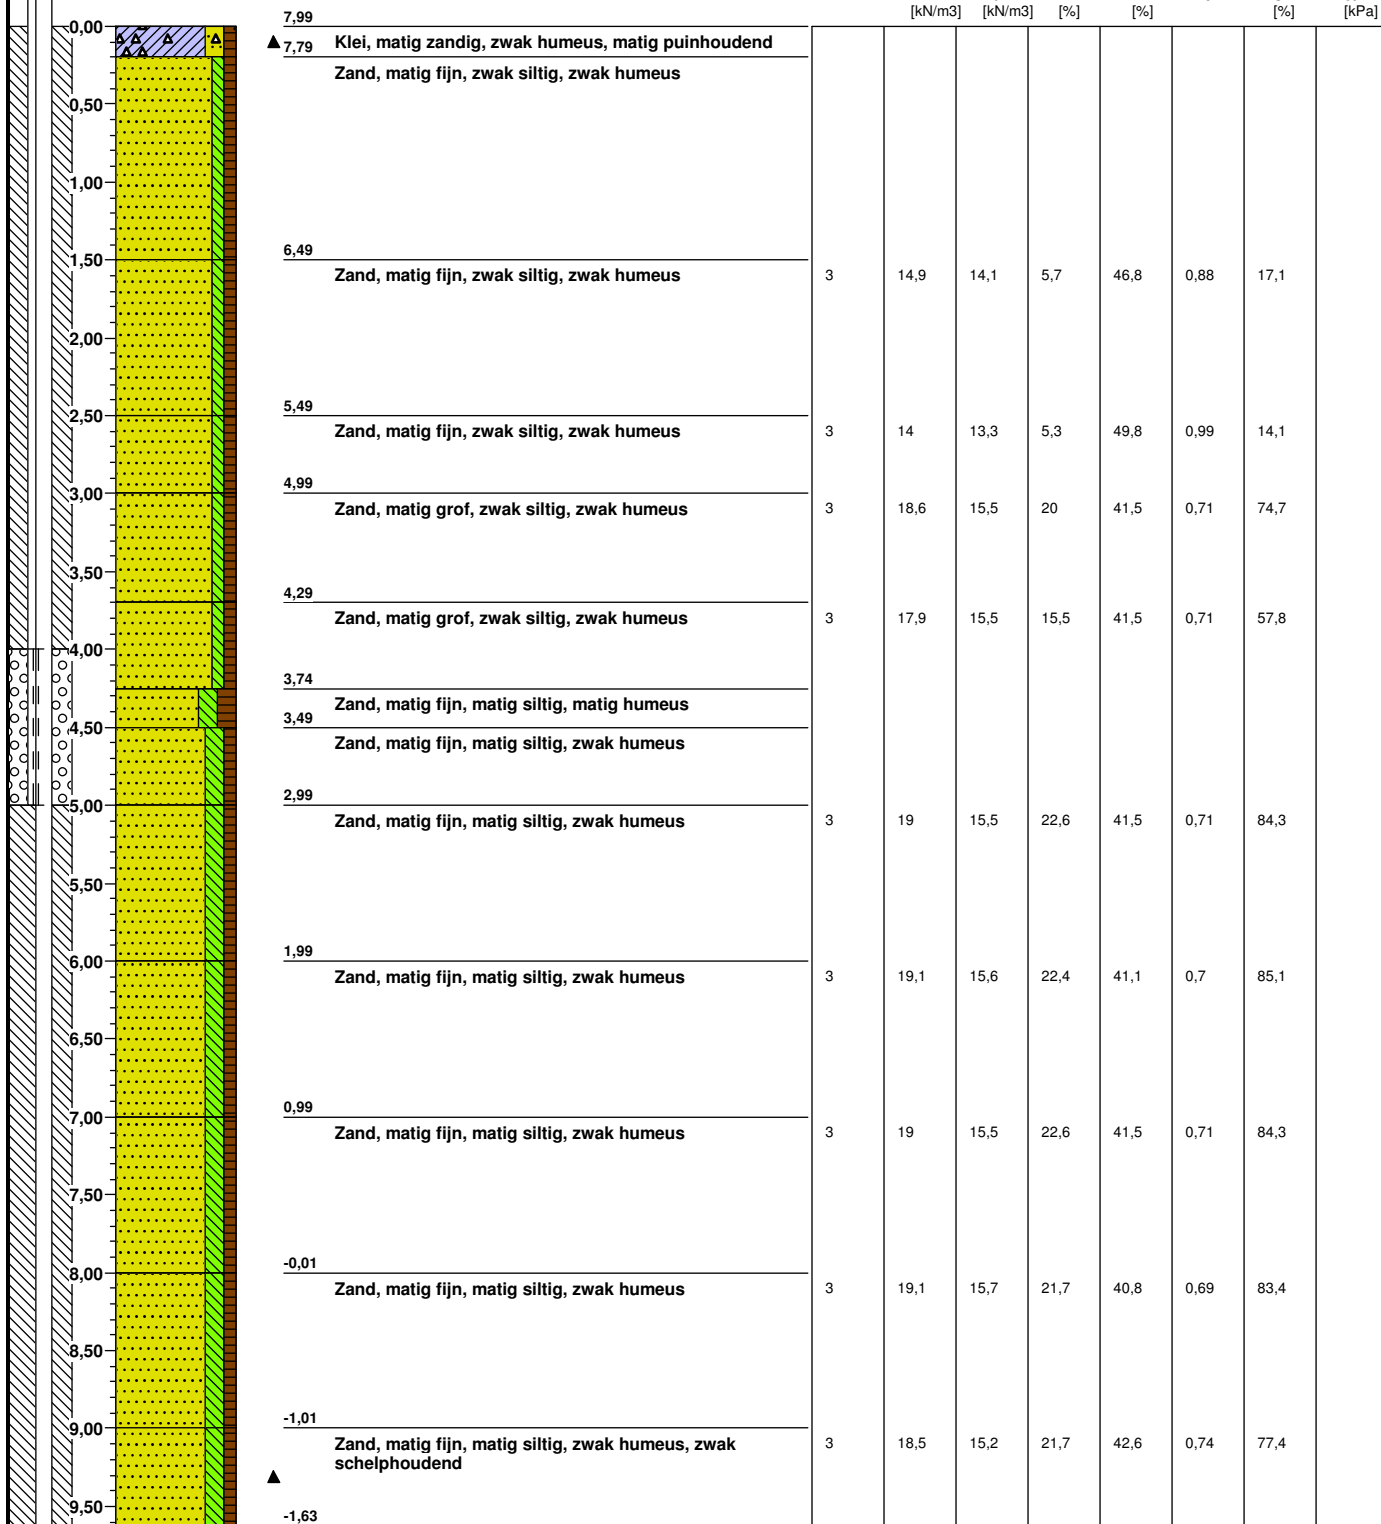 [kN/m3] [kN/m3] [%] [%] [%] [kPa]
7,99
0,00
Klei, matig zandig, zwak humeus, matig puinhoudend
7,79
Zand, matig fijn, zwak siltig, zwak humeus
0,50
1,00
6,49
1,50
Zand, matig fijn, zwak siltig, zwak humeus 3 14,9 14,1 5,7 46,8 0,88 17,1
2,00
5,49
2,50
Zand, matig fijn, zwak siltig, zwak humeus 3 14 13,3 5,3 49,8 0,99 14,1
4,99
3,00
Zand, matig grof, zwak siltig, zwak humeus 3 18,6 15,5 20 41,5 0,71 74,7
3,50
4,29
Zand, matig grof, zwak siltig, zwak humeus 3 17,9 15,5 15,5 41,5 0,71 57,8
4,00
3,74
Zand, matig fijn, matig siltig, matig humeus
3,49
4,50
Zand, matig fijn, matig siltig, zwak humeus
2,99
5,00
Zand, matig fijn, matig siltig, zwak humeus 3 19 15,5 22,6 41,5 0,71 84,3
5,50
1,99
6,00
Zand, matig fijn, matig siltig, zwak humeus 3 19,1 15,6 22,4 41,1 0,7 85,1
6,50
0,99
7,00
Zand, matig fijn, matig siltig, zwak humeus 3 19 15,5 22,6 41,5 0,71 84,3
7,50
-0,01
8,00
Zand, matig fijn, matig siltig, zwak humeus 3 19,1 15,7 21,7 40,8 0,69 83,4
8,50
-1,01
9,00
Zand, matig fijn, matig siltig, zwak humeus, zwak 3 18,5 15,2 21,7 42,6 0,74 77,4
schelphoudend
9,50
-1,63